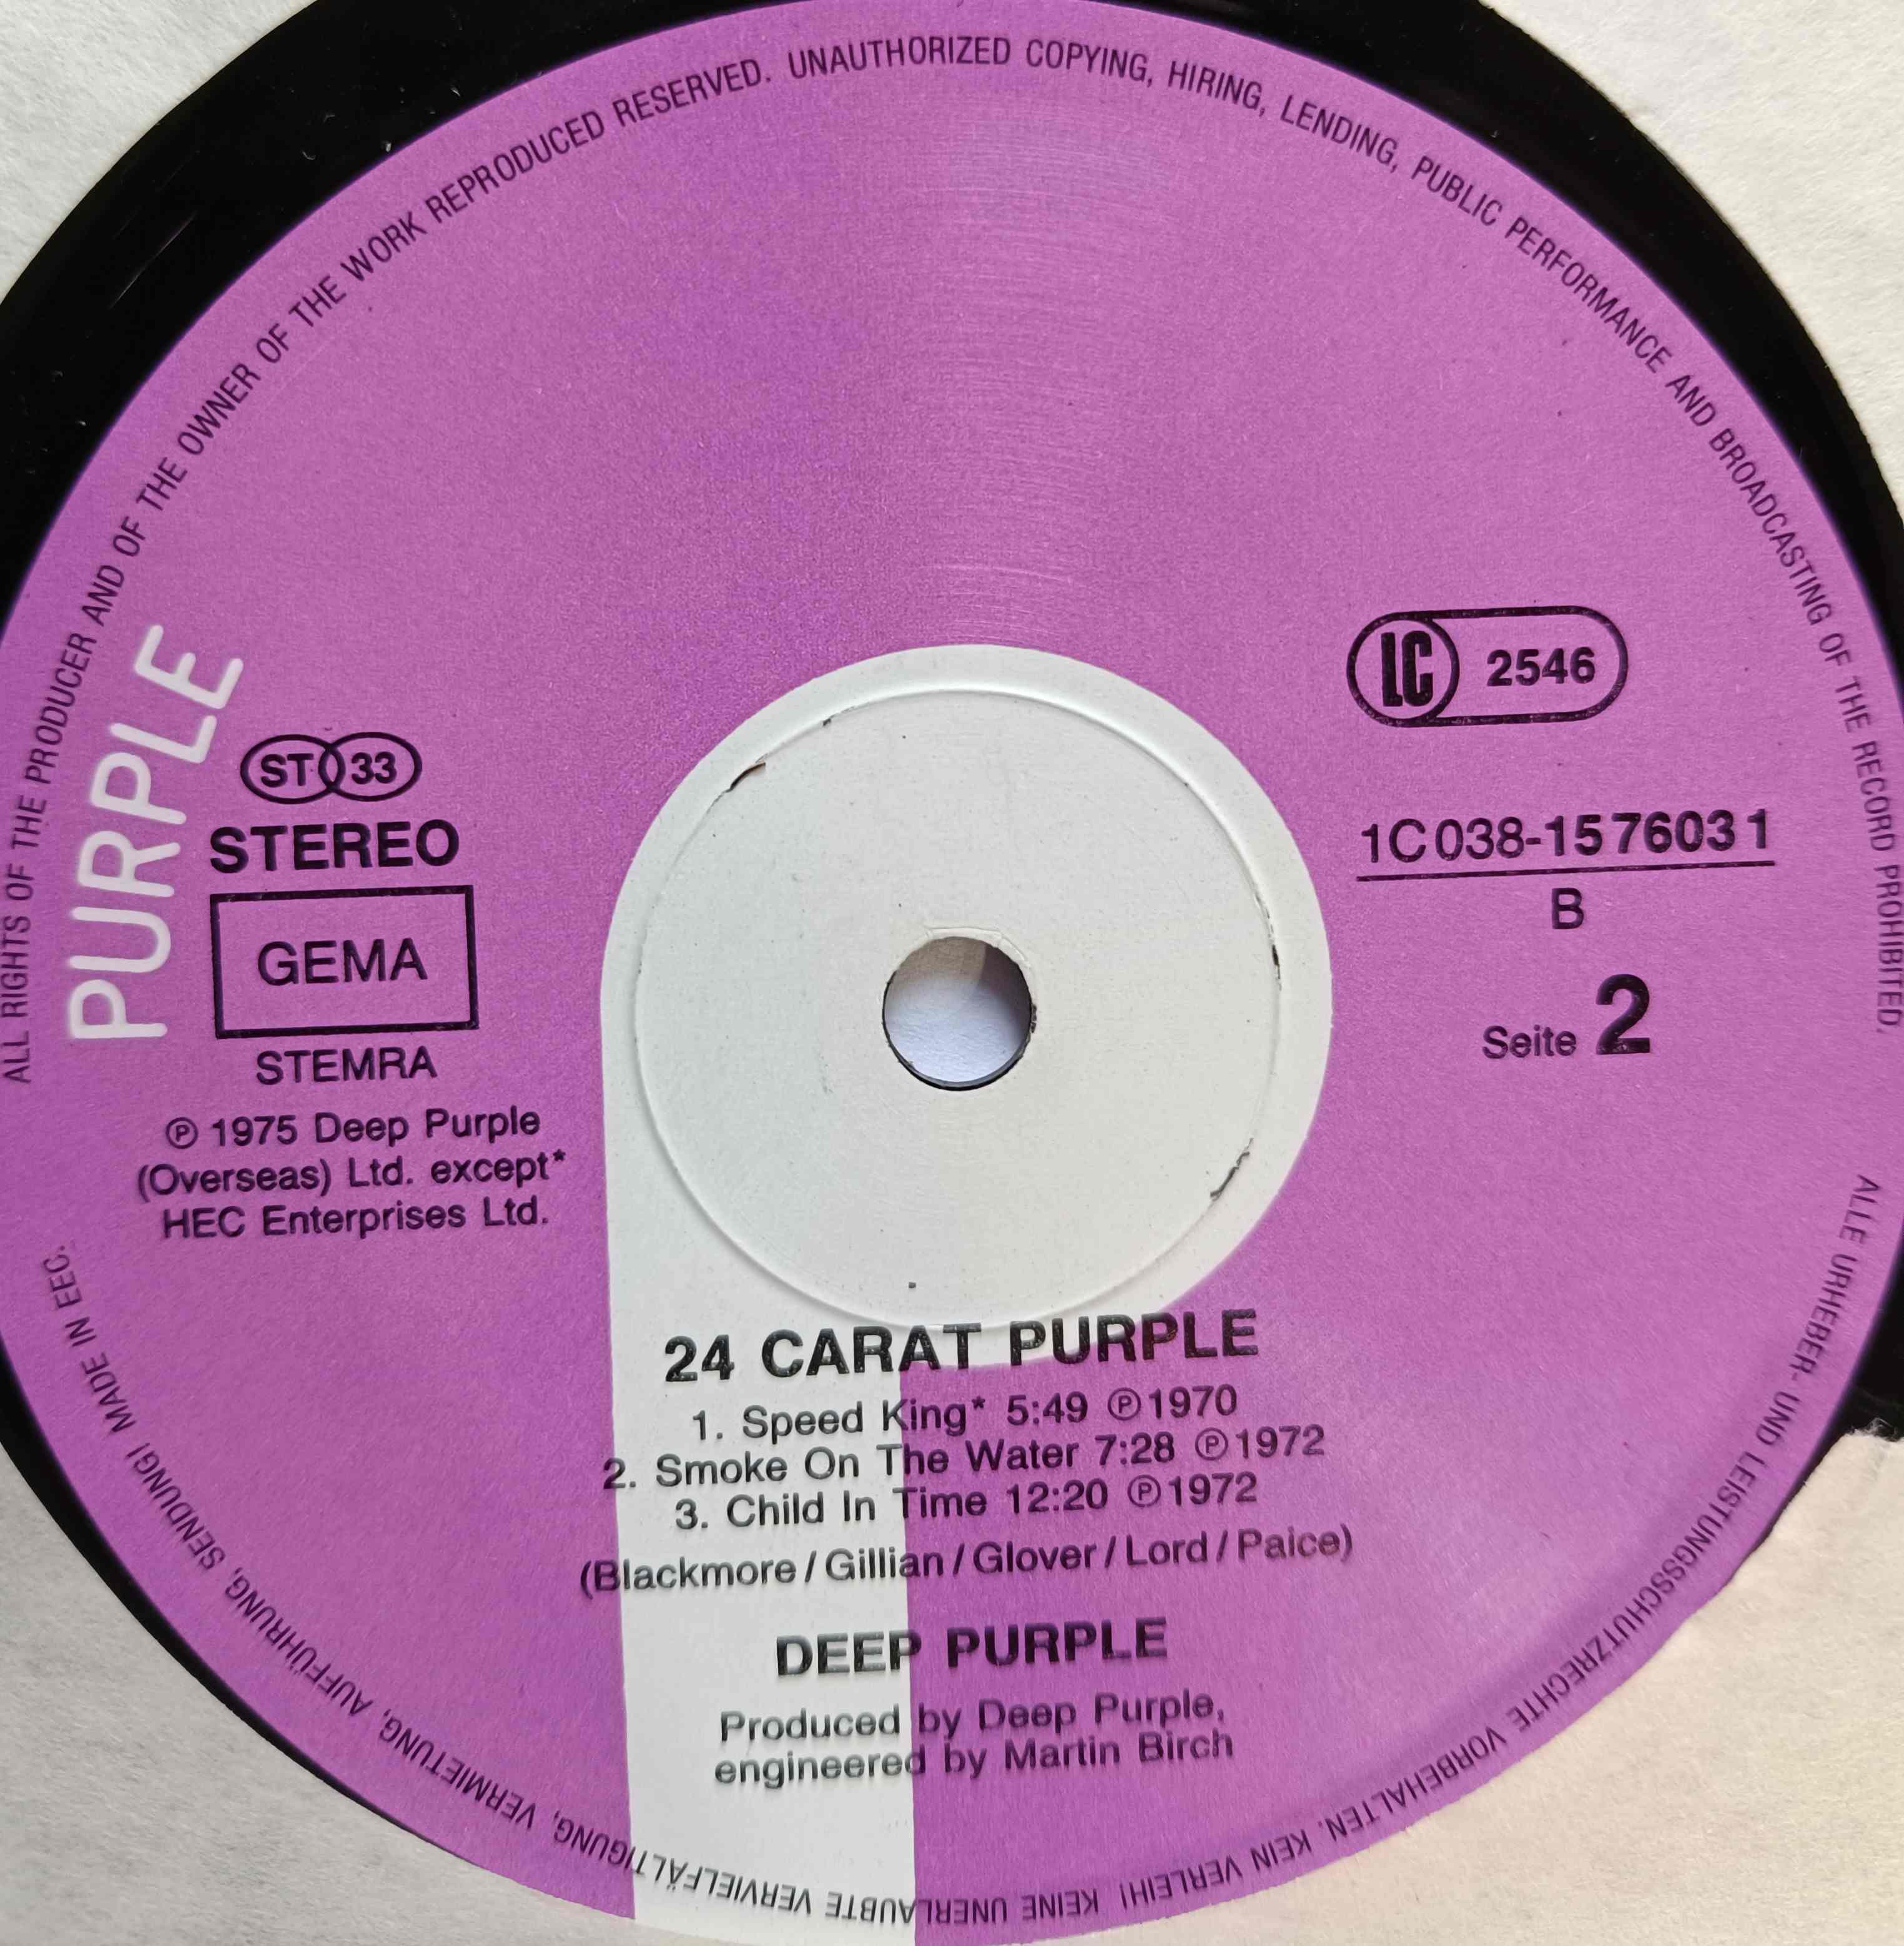 ALL RIGHTS OF THE PRODUCER AND OF THE OWNER OF THE WORK REPRODUCED RESERVED. UNAUTHORIZED COPYING, HIRING, LENDING, PUBLIC PERFORMANCE AND BROADCASTING OF THE RECORD PROHIBITED.
PURPLE
ST 33
STEREO
GEMA
STEMRA
℗ 1975 Deep Purple
(Overseas) Ltd. except*
HEC Enterprises Ltd.
LC 2546
1C 038-15 7603 1
B
Seite 2
24 CARAT PURPLE
1. Speed King* 5:49 ℗ 1970
2. Smoke On The Water 7:28 ℗ 1972
3. Child In Time 12:20 ℗ 1972
(Blackmore / Gillian / Glover / Lord / Paice)
DEEP PURPLE
Produced by Deep Purple,
engineered by Martin Birch
ALLE URHEBER- UND LEISTUNGSSCHUTZRECHTE VORBEHALTEN. KEIN VERLEIH! KEINE UNERLAUBTE VERVIELFÄLTIGUNG, VERMIETUNG, AUFFÜHRUNG, SENDUNG! MADE IN EEC.